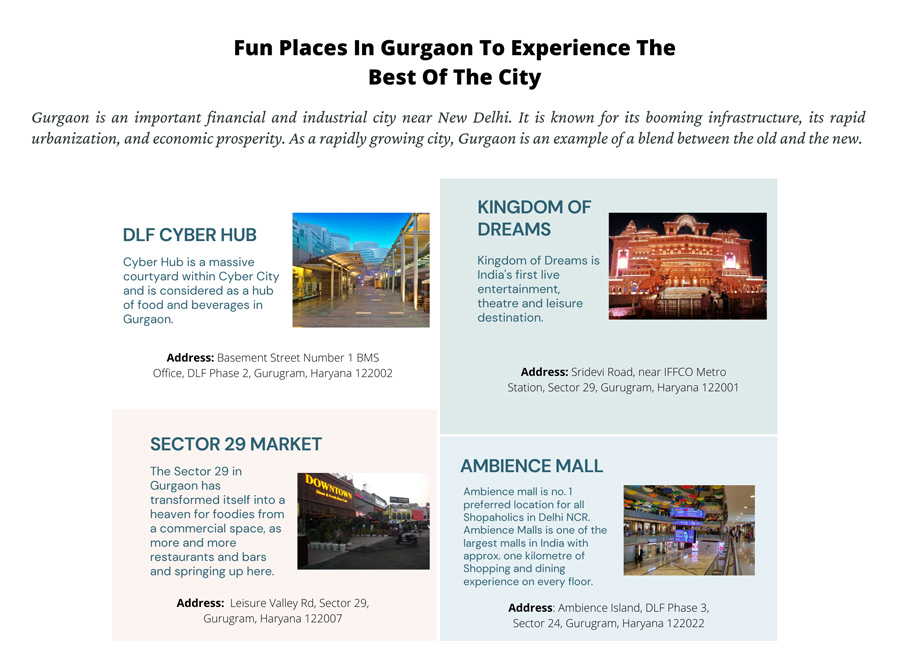 Fun Places In Gurgaon To Experience The
Best Of The City
Gurgaon is an important financial and industrial city near New Delhi. It is known for its booming infrastructure, its rapid
urbanization, and economic prosperity. As a rapidly growing city, Gurgaon is an example of a blend between the old and the new.
DLF CYBER HUB
Cyber Hub is a massive
courtyard within Cyber City
and is considered as a hub
of food and beverages in
Gurgaon.
Address: Basement Street Number 1 BMS
Office, DLF Phase 2, Gurugram, Haryana 122002
KINGDOM OF
DREAMS
Kingdom of Dreams is
India's first live
entertainment,
theatre and leisure
destination.
Address: Sridevi Road, near IFFCO Metro
Station, Sector 29, Gurugram, Haryana 122001
SECTOR 29 MARKET
The Sector 29 in
Gurgaon has
transformed itself into a
heaven for foodies from
a commercial space, as
more and more
restaurants and bars
and springing up here.
DOWNTOWN
Address: Leisure Valley Rd, Sector 29,
Gurugram, Haryana 122007
AMBIENCE MALL
Ambience mall is no. 1
preferred location for all
Shopaholics in Delhi NCR.
Ambience Malls is one of the
largest malls in India with
approx. one kilometre of
Shopping and dining
experience on every floor.
Address: Ambience Island, DLF Phase 3,
Sector 24, Gurugram, Haryana 122022